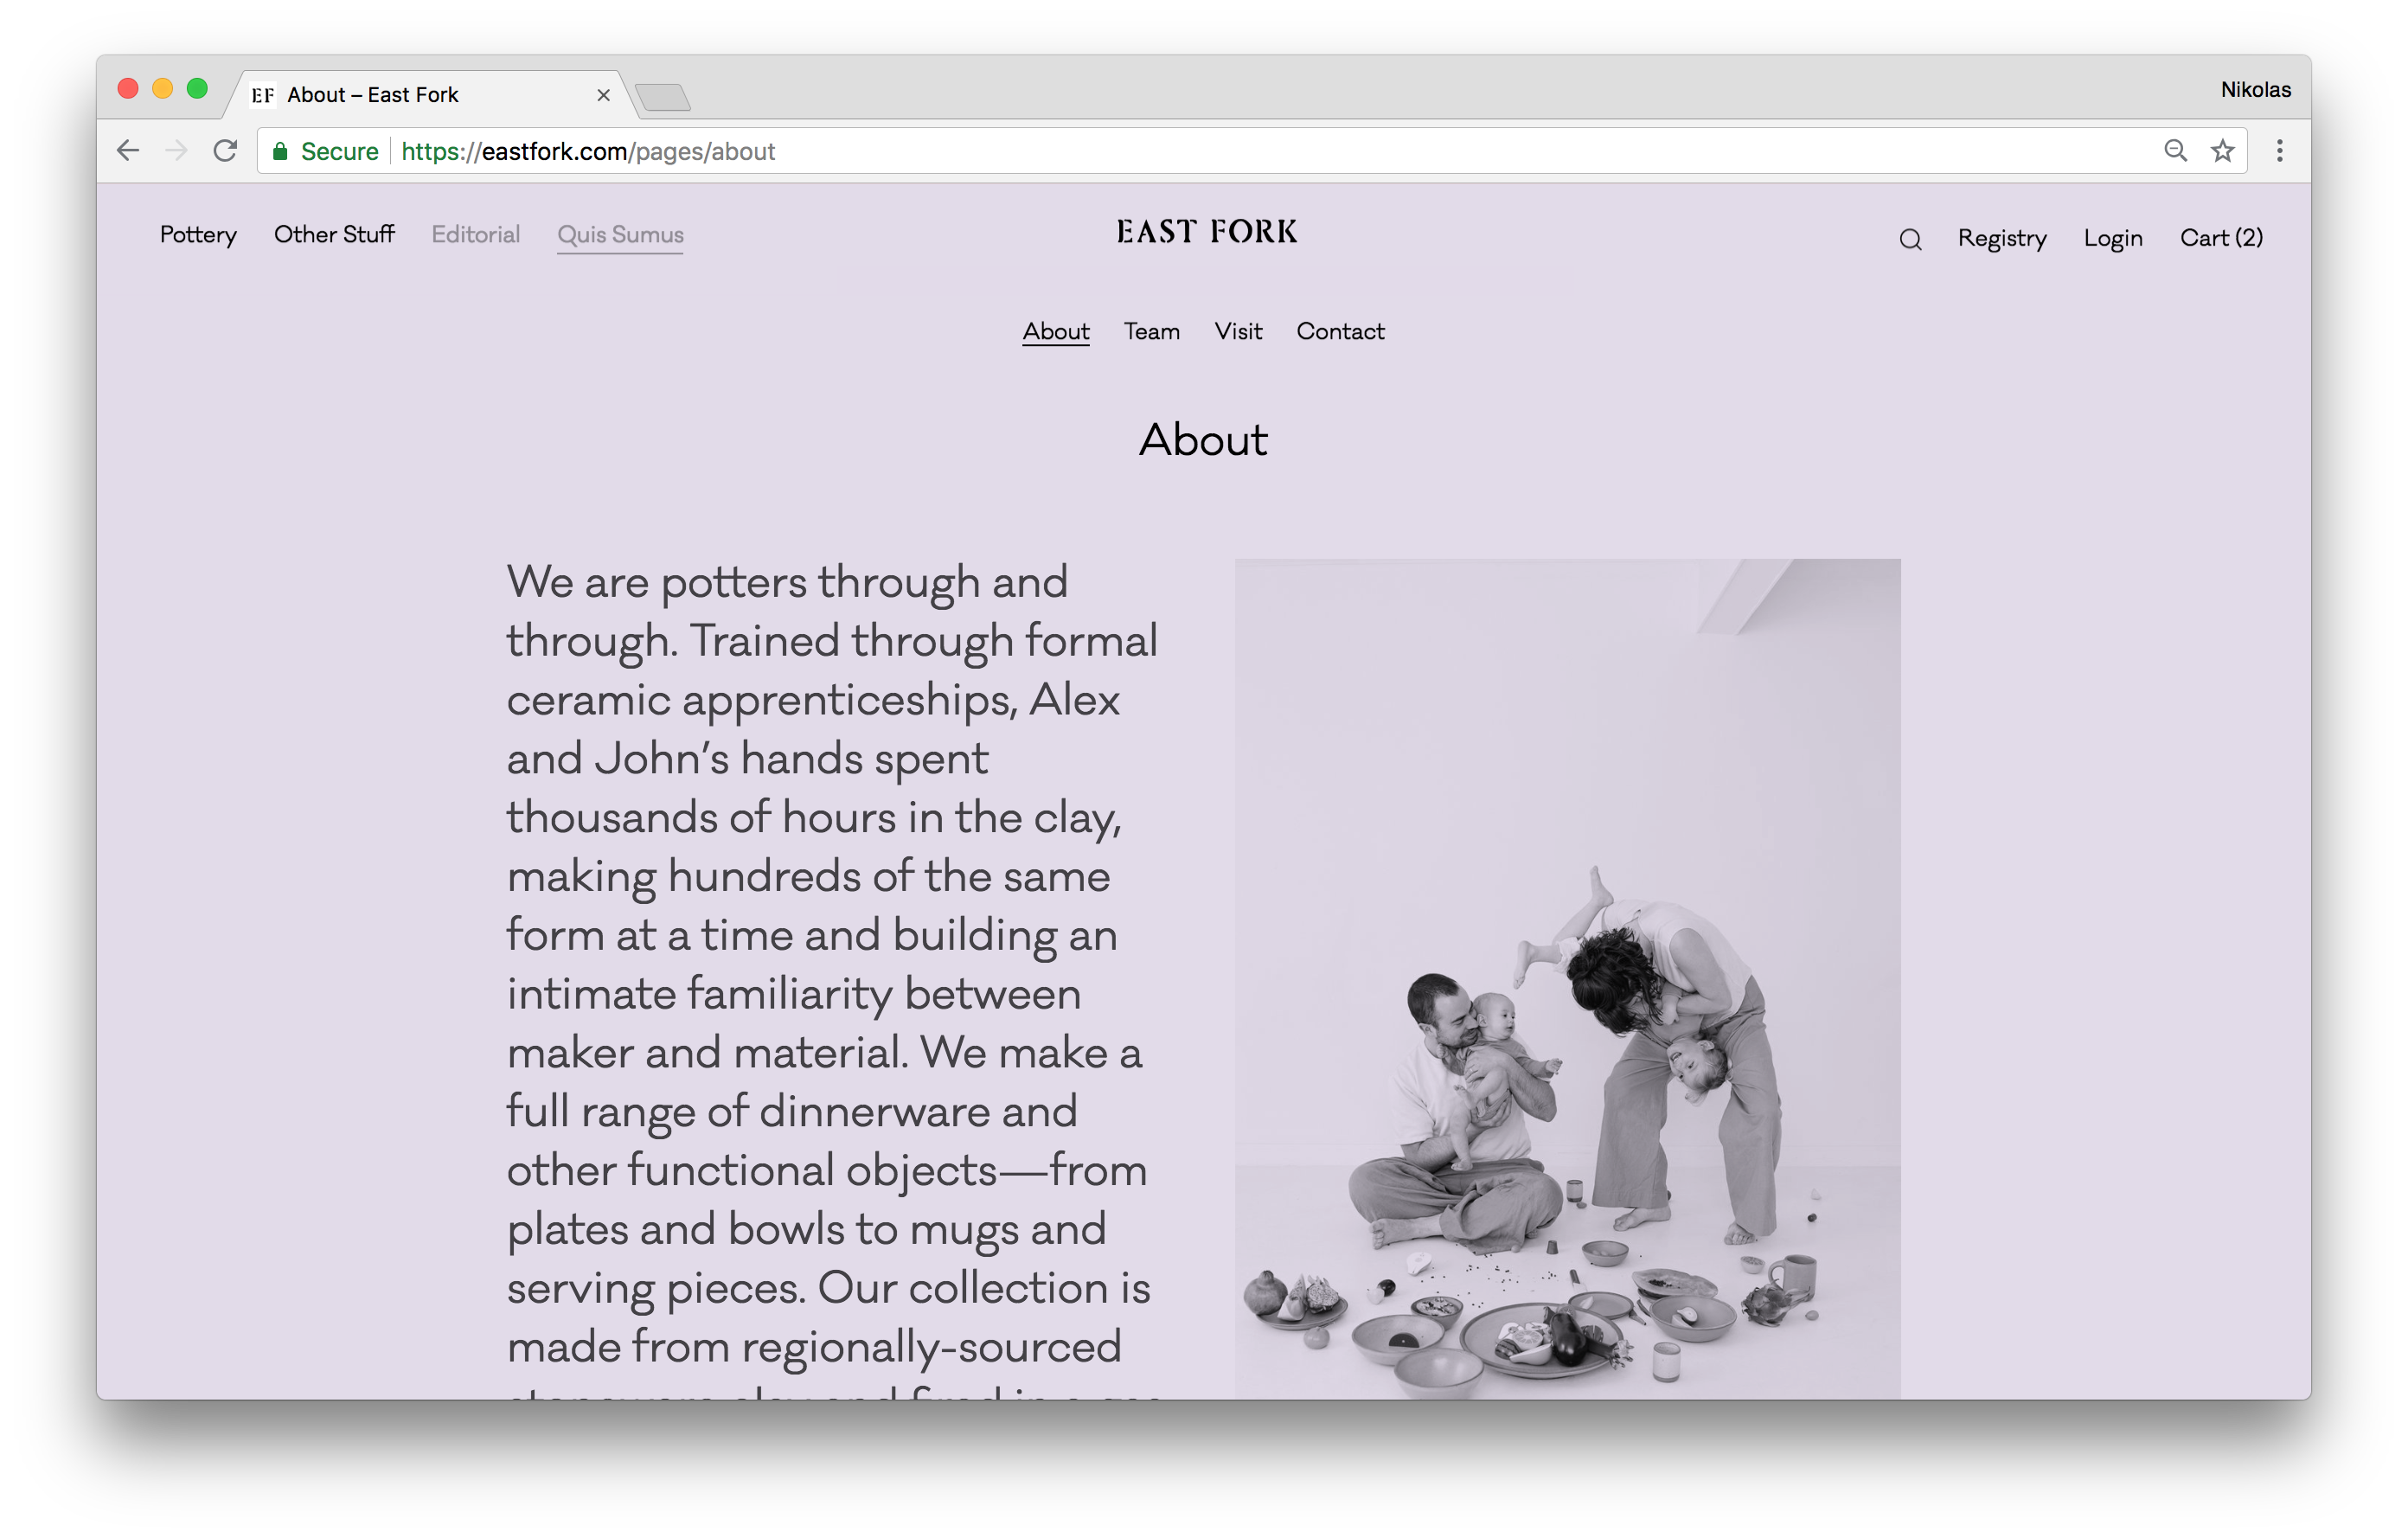 EF About – East Fork
Nikolas
Secure https://eastfork.com/pages/about
Pottery Other Stuff Editorial Quis Sumus
EAST FORK
Registry Login Cart (2)
About Team Visit Contact
About
We are potters through and
through. Trained through formal
ceramic apprenticeships, Alex
and John’s hands spent
thousands of hours in the clay,
making hundreds of the same
form at a time and building an
intimate familiarity between
maker and material. We make a
full range of dinnerware and
other functional objects—from
plates and bowls to mugs and
serving pieces. Our collection is
made from regionally-sourced